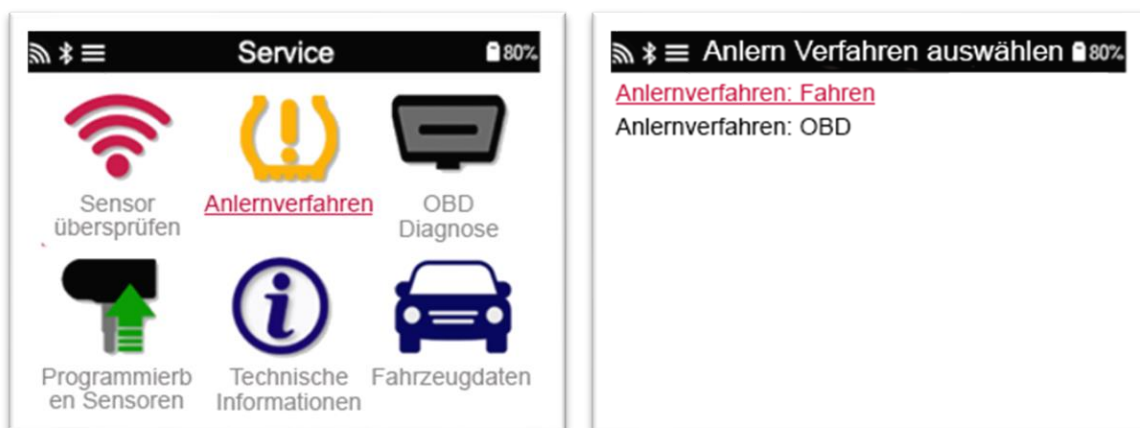 Service
80%
Sensor
übersprüfen
Anlernverfahren
OBD
Diagnose
Programmierb
en Sensoren
Technische
Informationen
Fahrzeugdaten
Anlern Verfahren auswählen
80%
Anlernverfahren: Fahren
Anlernverfahren: OBD